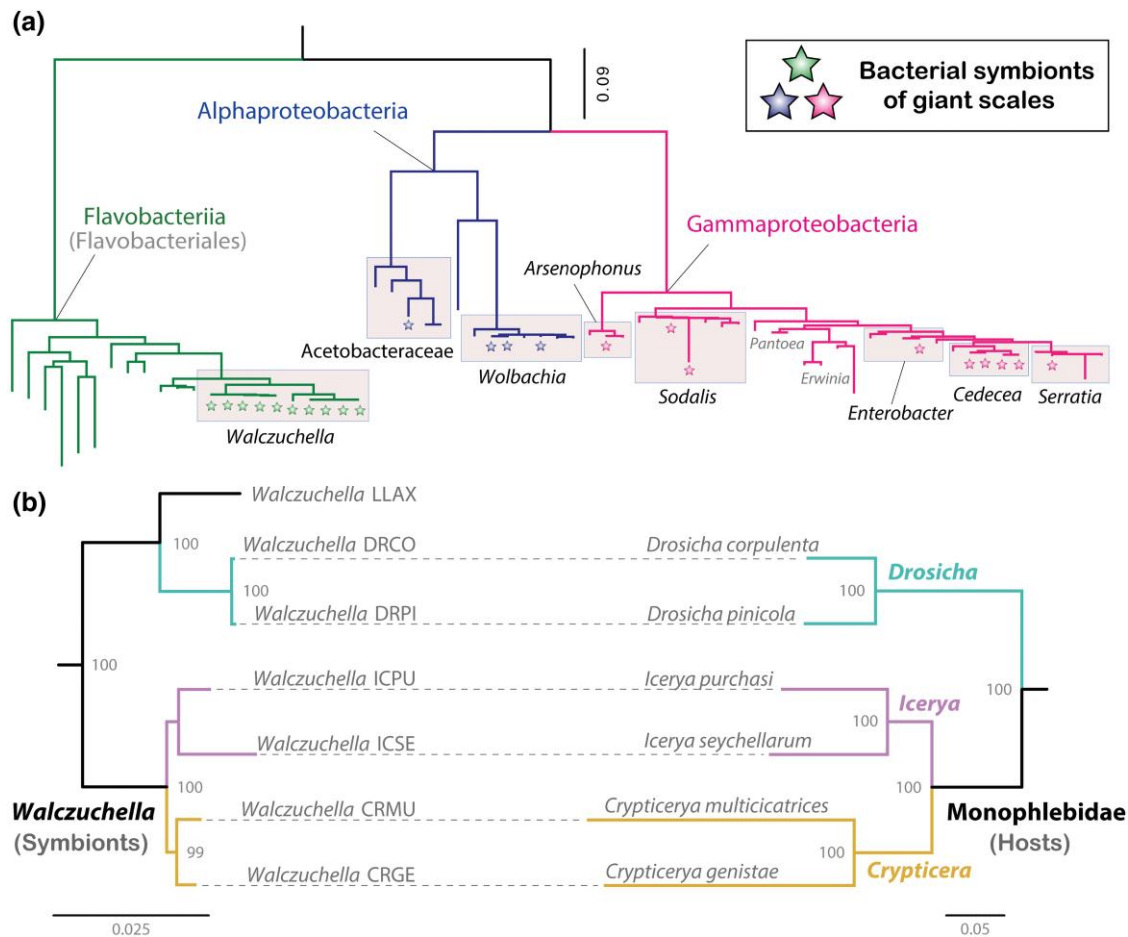 (a)
0.09
Bacterial symbionts
of giant scales
Alphaproteobacteria
Flavobacteriia
(Flavobacteriales)
Gammaproteobacteria
Arsenophonus
Acetobacteraceae
Wolbachia
Sodalis
Pantoea
Erwinia
Enterobacter
Cedecea
Serratia
Walczuchella
(b)
Walczuchella LLAX
100
Walczuchella DRCO
Drosicha corpulenta
Drosicha
100
100
Walczuchella DRPI
Drosicha pinicola
100
Walczuchella ICPU
Icerya purchasi
100
Icerya
100
Walczuchella ICSE
Icerya seychellarum
100
100
Walczuchella
(Symbionts)
Walczuchella CRMU
Crypticerya multicicatrices
Monophlebidae
(Hosts)
99
100
Walczuchella CRGE
Crypticerya genistae
Crypticera
0.025
0.05